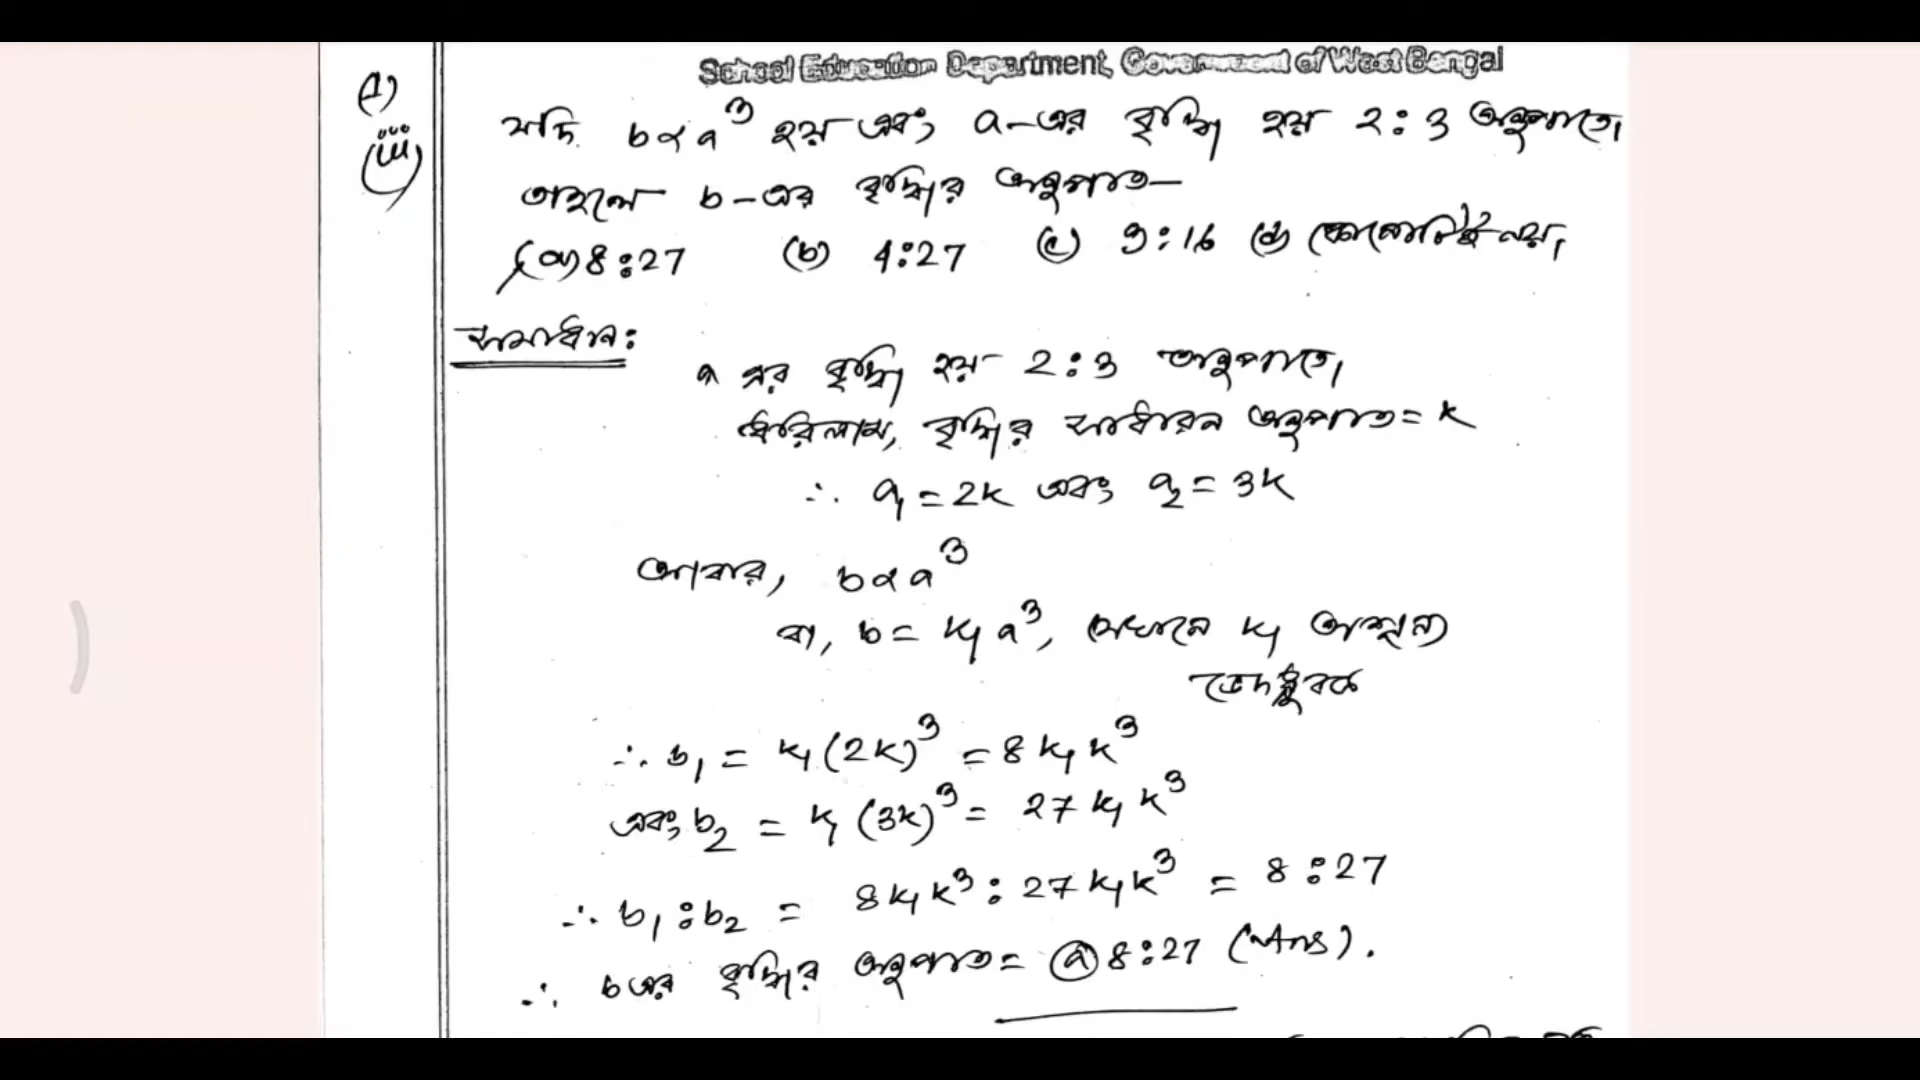 School Education Department, Government of West Bengal
(1)
(iii)
যদি b∝a³ হয় এবং a-এর বৃদ্ধি হয় 2:3 অনুপাতে,
তাহলে b-এর বৃদ্ধির অনুপাত—
(a) 8:27 (b) 4:27 (c) 3:16 (d) কোনোটিই নয়,
সমাধান:
a এর বৃদ্ধি হয় 2:3 অনুপাতে,
ধরিলাম, বৃদ্ধির সাধারন অনুপাত = k
∴ a₁ = 2k এবং a₂ = 3k
আবার, b∝a³
বা, b = k₁a³, যেখানে k₁ অশূন্য
ভেদধ্রুবক
∴ b₁ = k₁(2k)³ = 8k₁k³
এবং b₂ = k₁(3k)³ = 27k₁k³
∴ b₁:b₂ = 8k₁k³ : 27k₁k³ = 8:27
∴ b এর বৃদ্ধির অনুপাত = (a) 8:27 (Ans).